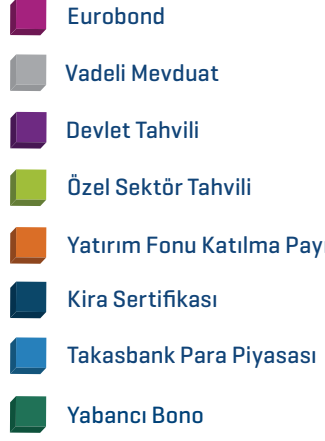 Eurobond
Vadeli Mevduat
Devlet Tahvili
Özel Sektör Tahvili
Yatırım Fonu Katılma Payı
Kira Sertifikası
Takasbank Para Piyasası
Yabancı Bono